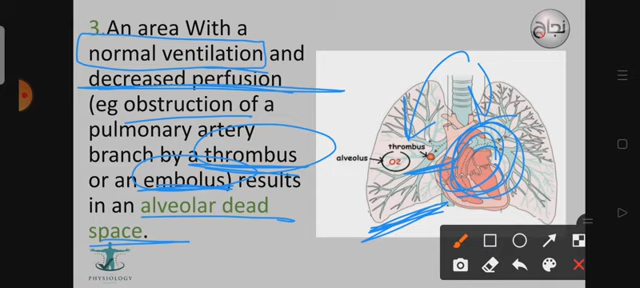 نجاح
3.An area With a
normal ventilation and
decreased perfusion
(eg obstruction of a
pulmonary artery
branch by a thrombus
or an embolus) results
in an alveolar dead
space.
thrombus
alveolus
O2
PHYSIOLOGY